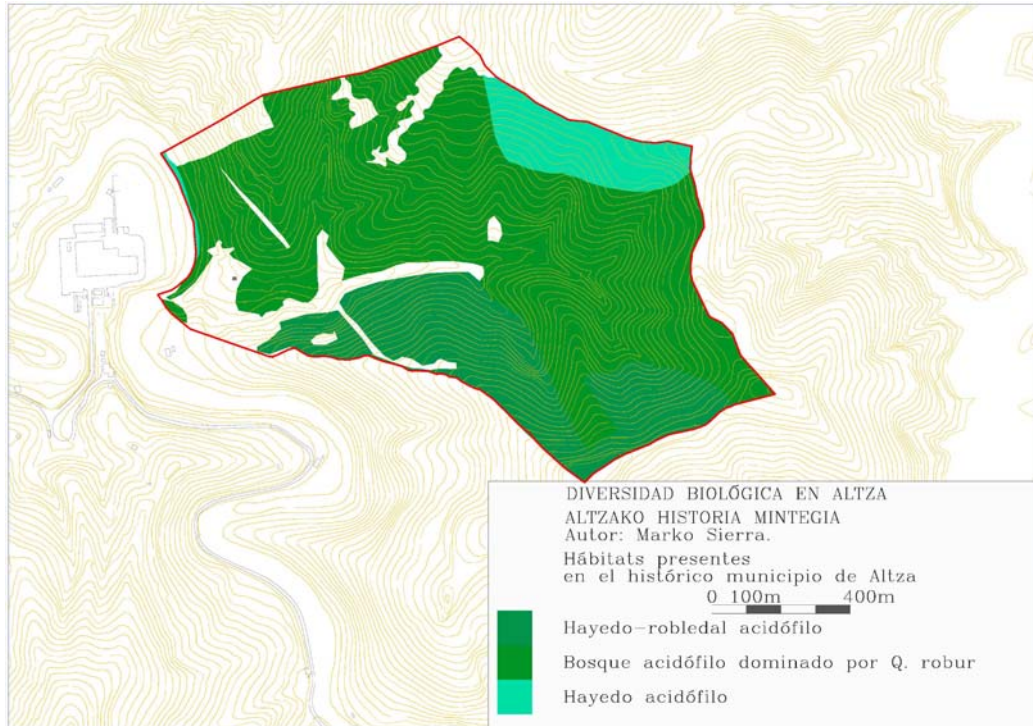 DIVERSIDAD BIOLÓGICA EN ALTZA
ALTZAKO HISTORIA MINTEGIA
Autor: Marko Sierra.
Hábitats presentes
en el histórico municipio de Altza
0 100m 400m
Hayedo-robledal acidófilo
Bosque acidófilo dominado por Q. robur
Hayedo acidófilo